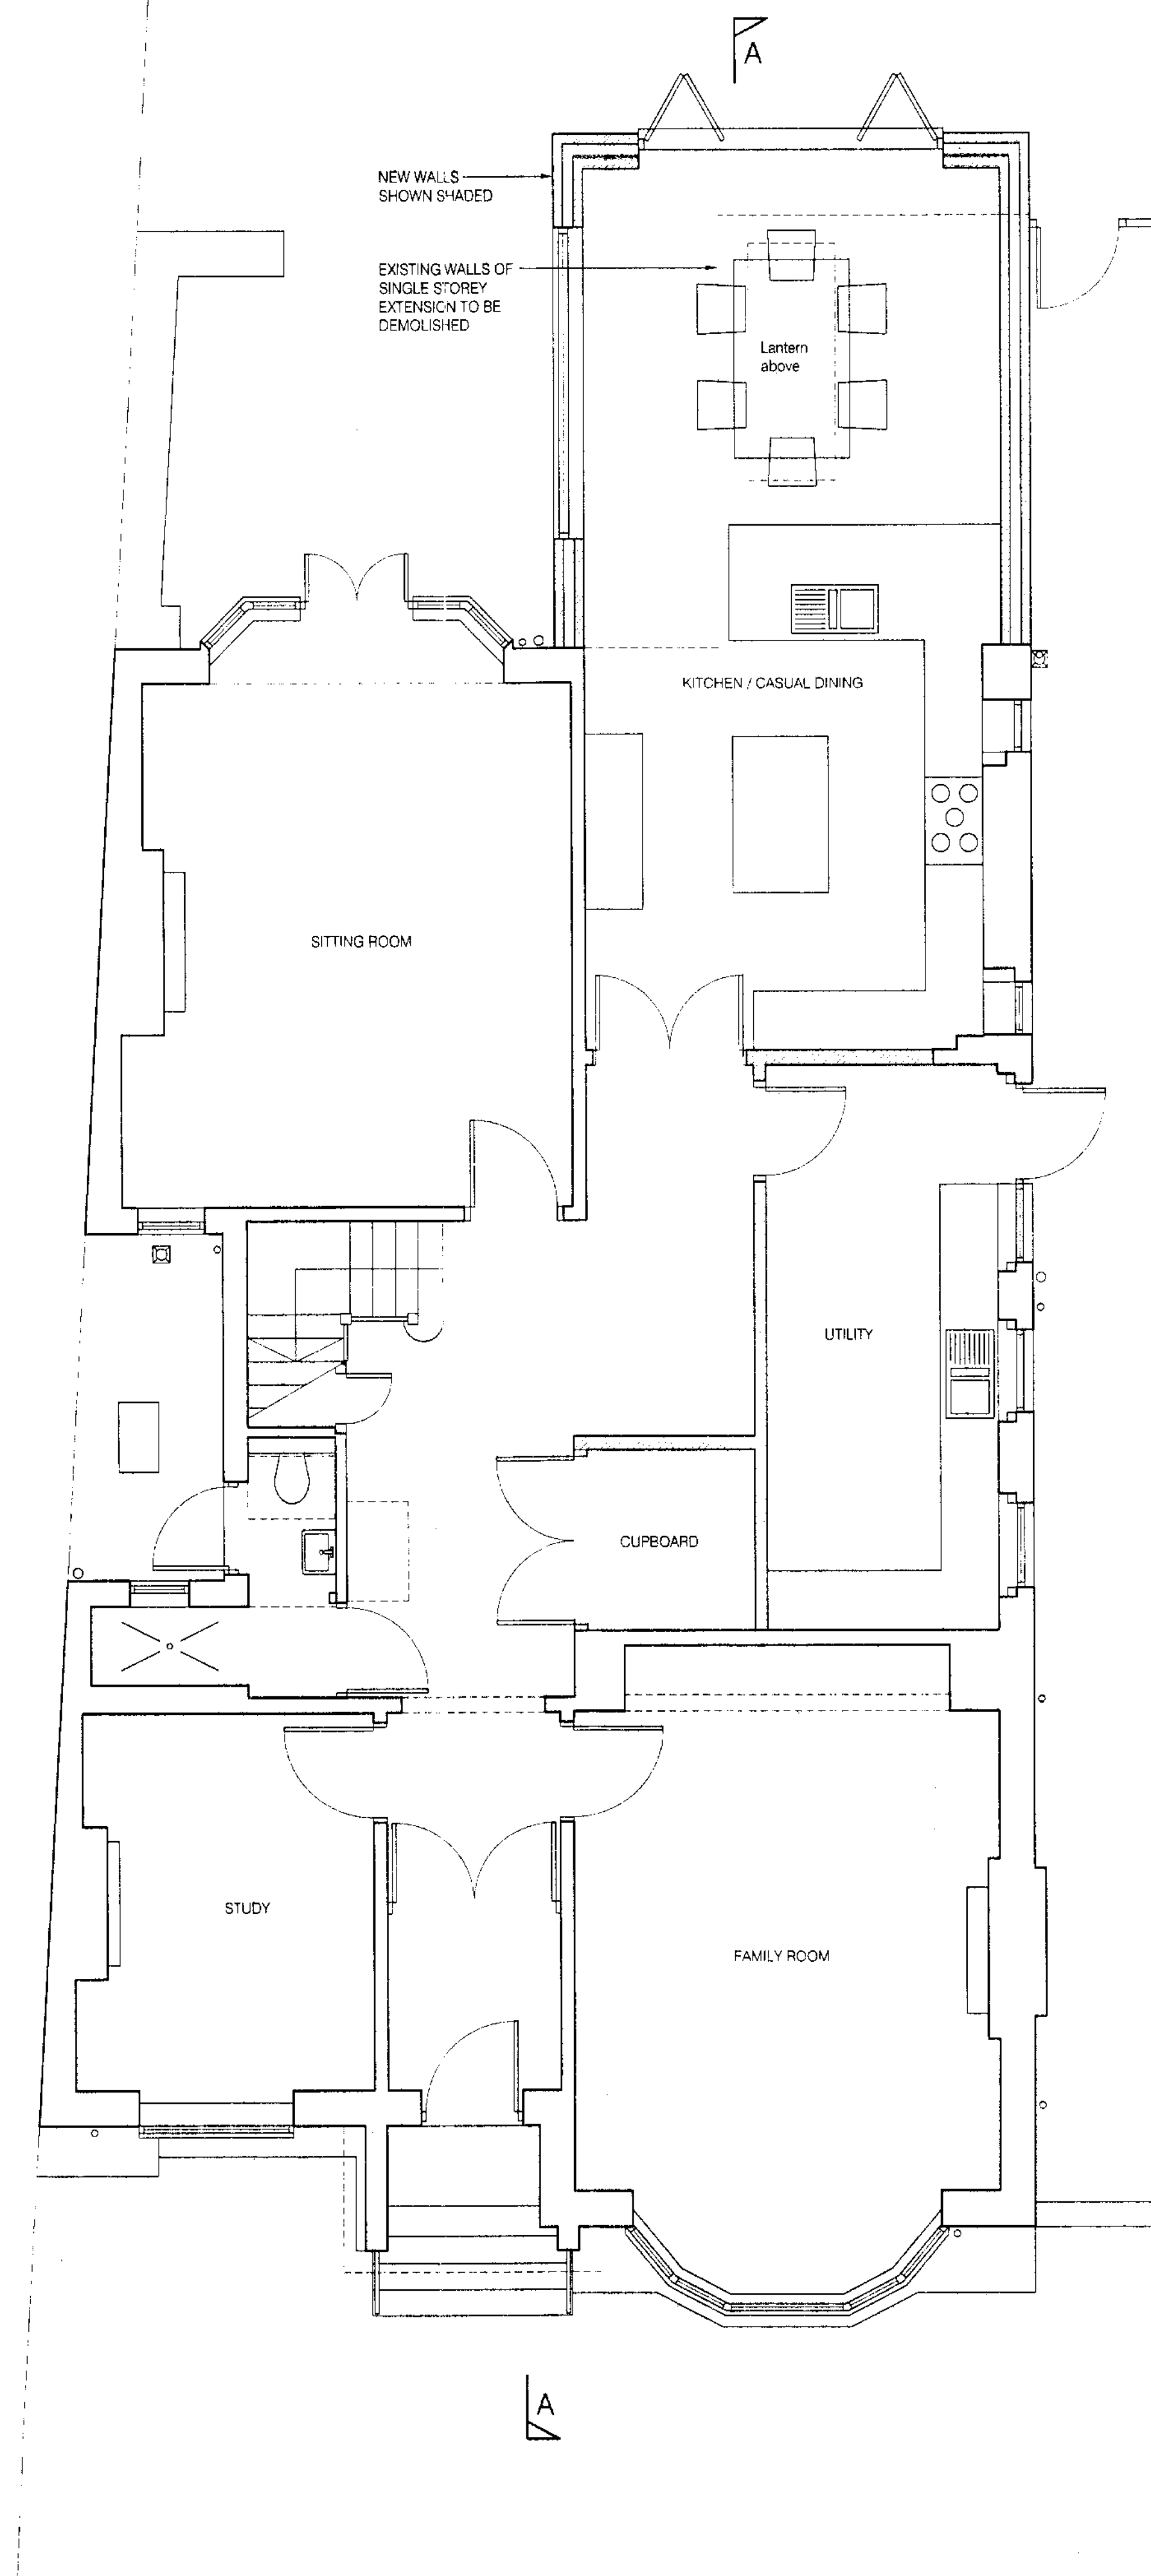 A
NEW WALLS
SHOWN SHADED
EXISTING WALLS OF
SINGLE STOREY
EXTENSION TO BE
DEMOLISHED
Lantern
above
KITCHEN / CASUAL DINING
SITTING ROOM
UTILITY
CUPBOARD
STUDY
FAMILY ROOM
A